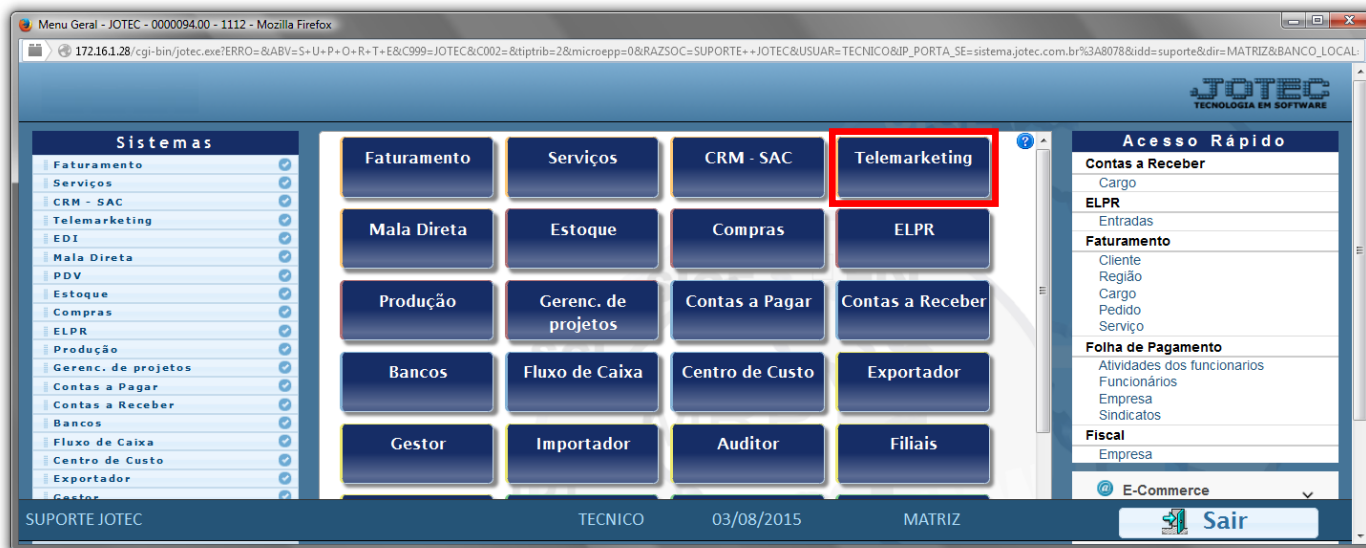 Menu Geral - JOTEC - 0000094.00 - 1112 - Mozilla Firefox
172.16.1.28/cgi-bin/jotec.exe?ERRO=&ABV=S+U+P+O+R+T+E&C999=JOTEC&C002=&tiptrib=2&microepp=0&RAZSOC=SUPORTE++JOTEC&USUAR=TECNICO&IP_PORTA_SE=sistema.jotec.com.br%3A8078&idd=suporte&dir=MATRIZ&BANCO_LOCAL=
JOTEC
TECNOLOGIA EM SOFTWARE
Sistemas
Faturamento
Serviços
CRM - SAC
Telemarketing
EDI
Mala Direta
PDV
Estoque
Compras
ELPR
Produção
Gerenc. de projetos
Contas a Pagar
Contas a Receber
Bancos
Fluxo de Caixa
Centro de Custo
Exportador
Gestor
Faturamento
Serviços
CRM - SAC
Telemarketing
Mala Direta
Estoque
Compras
ELPR
Produção
Gerenc. de
projetos
Contas a Pagar
Contas a Receber
Bancos
Fluxo de Caixa
Centro de Custo
Exportador
Gestor
Importador
Auditor
Filiais
Acesso Rápido
Contas a Receber
Cargo
ELPR
Entradas
Faturamento
Cliente
Região
Cargo
Pedido
Serviço
Folha de Pagamento
Atividades dos funcionarios
Funcionários
Empresa
Sindicatos
Fiscal
Empresa
E-Commerce
SUPORTE JOTEC
TECNICO
03/08/2015
MATRIZ
Sair